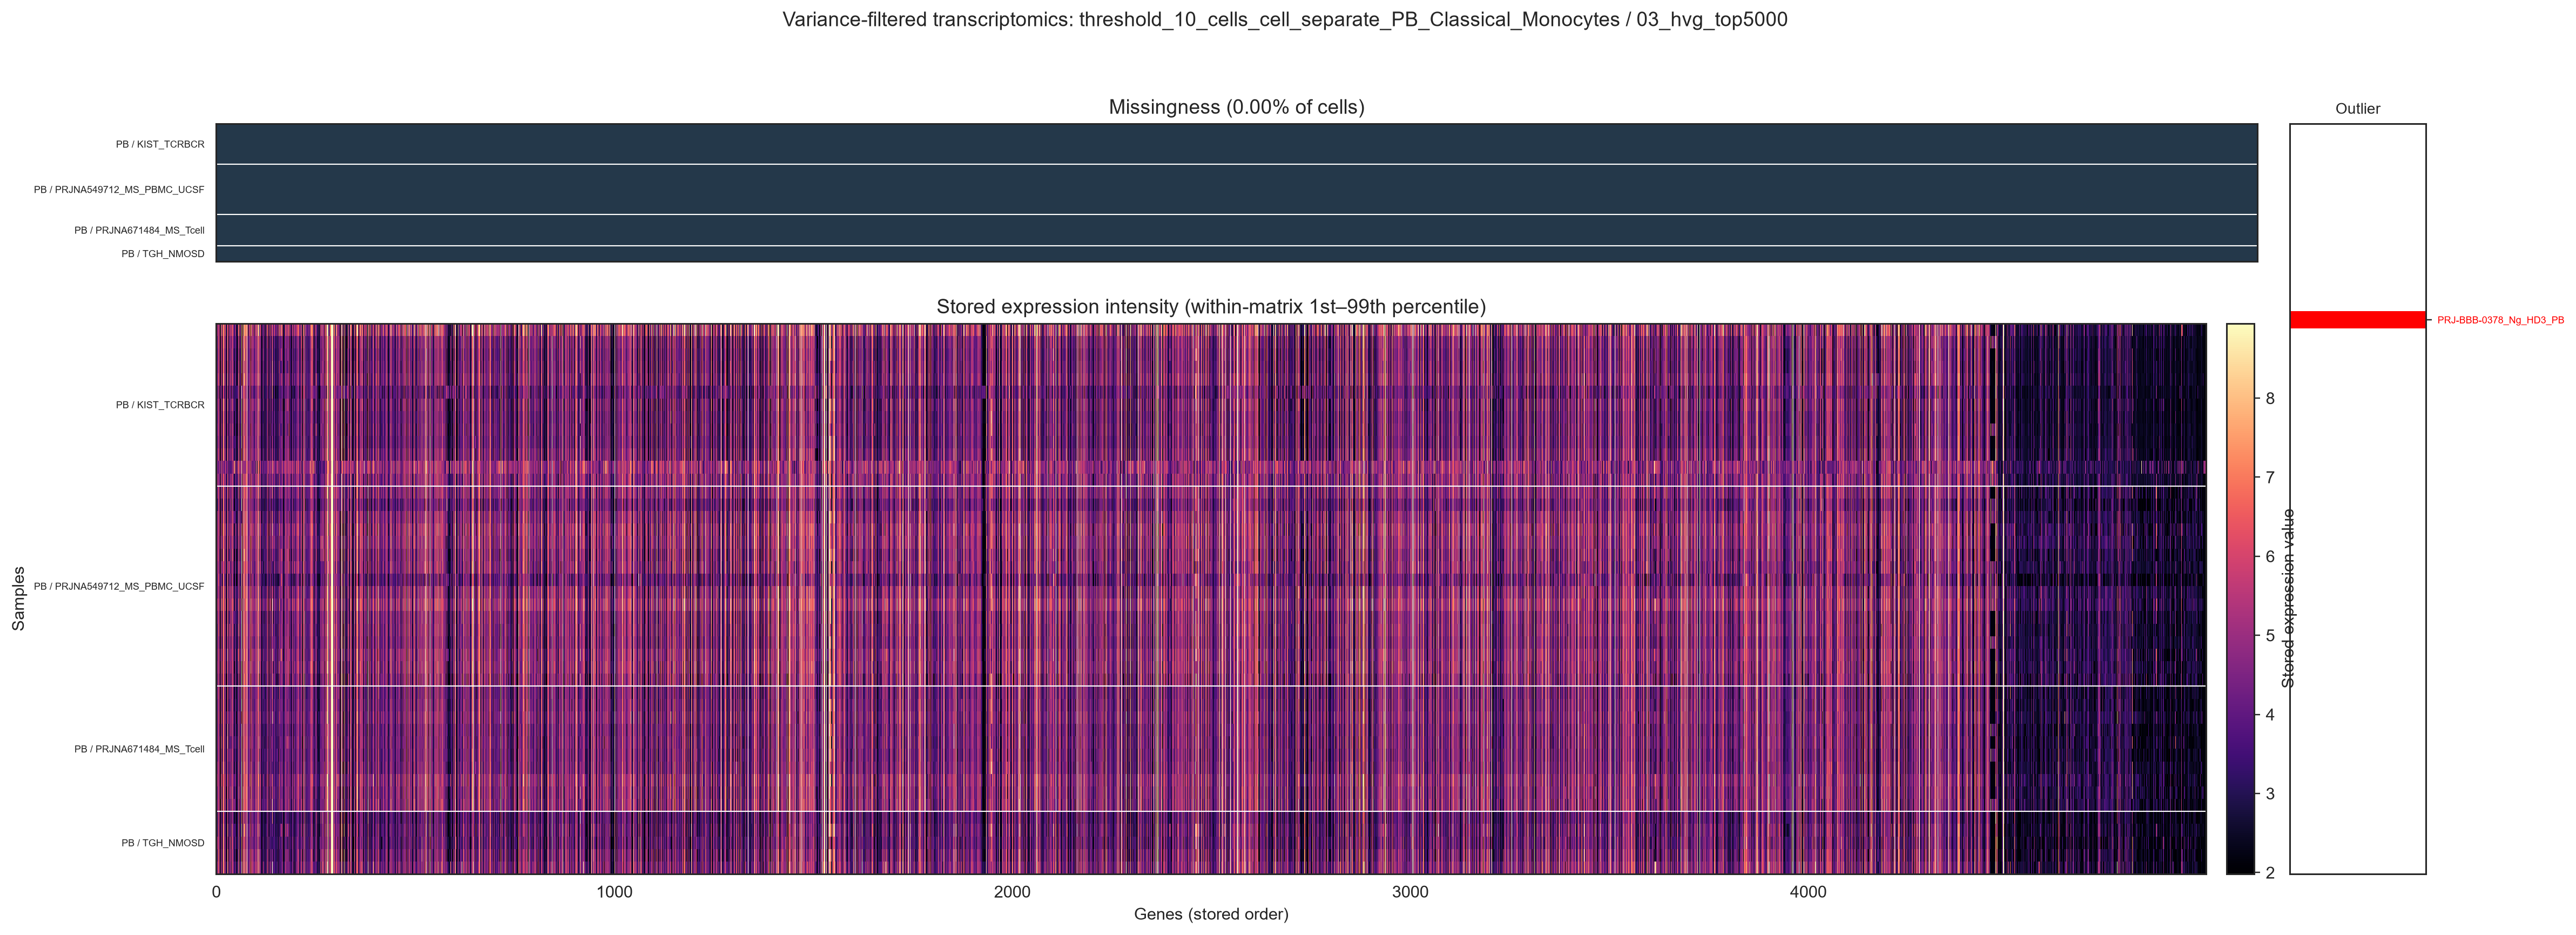 Variance-filtered transcriptomics: threshold_10_cells_cell_separate_PB_Classical_Monocytes / 03_hvg_top5000
Missingness (0.00% of cells)
Outlier
PB / KIST_TCRBCR
PB / PRJNA549712_MS_PBMC_UCSF
PB / PRJNA671484_MS_Tcell
PB / TGH_NMOSD
PRJ-BBB-0378_Ng_HD3_PB
Stored expression intensity (within-matrix 1st–99th percentile)
Samples
PB / KIST_TCRBCR
PB / PRJNA549712_MS_PBMC_UCSF
PB / PRJNA671484_MS_Tcell
PB / TGH_NMOSD
8
7
6
5
4
3
2
Stored expression value
0
1000
2000
3000
4000
Genes (stored order)